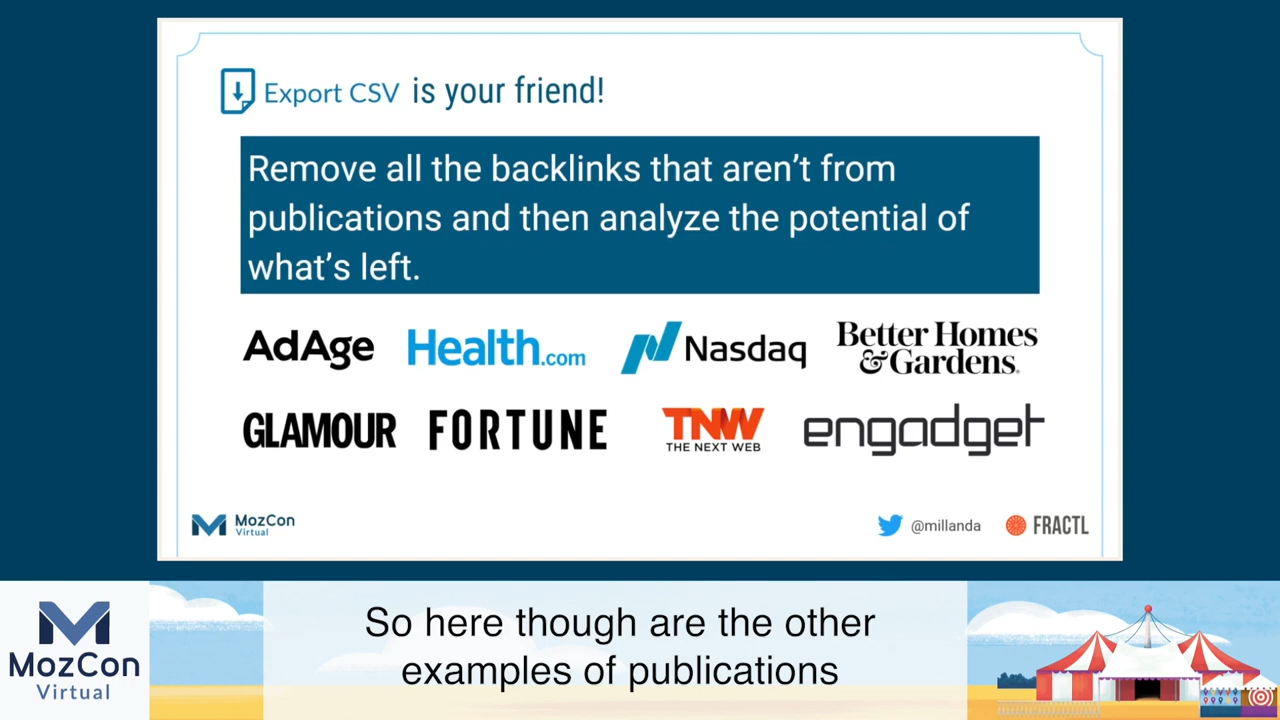 Export CSV is your friend!
Remove all the backlinks that aren’t from
publications and then analyze the potential of
what’s left.
AdAge Health.com Nasdaq Better Homes
&Gardens.
GLAMOUR FORTUNE TNW engadget
THE NEXT WEB
MozCon
Virtual
@millanda FRACTL
MozCon
Virtual
So here though are the other
examples of publications